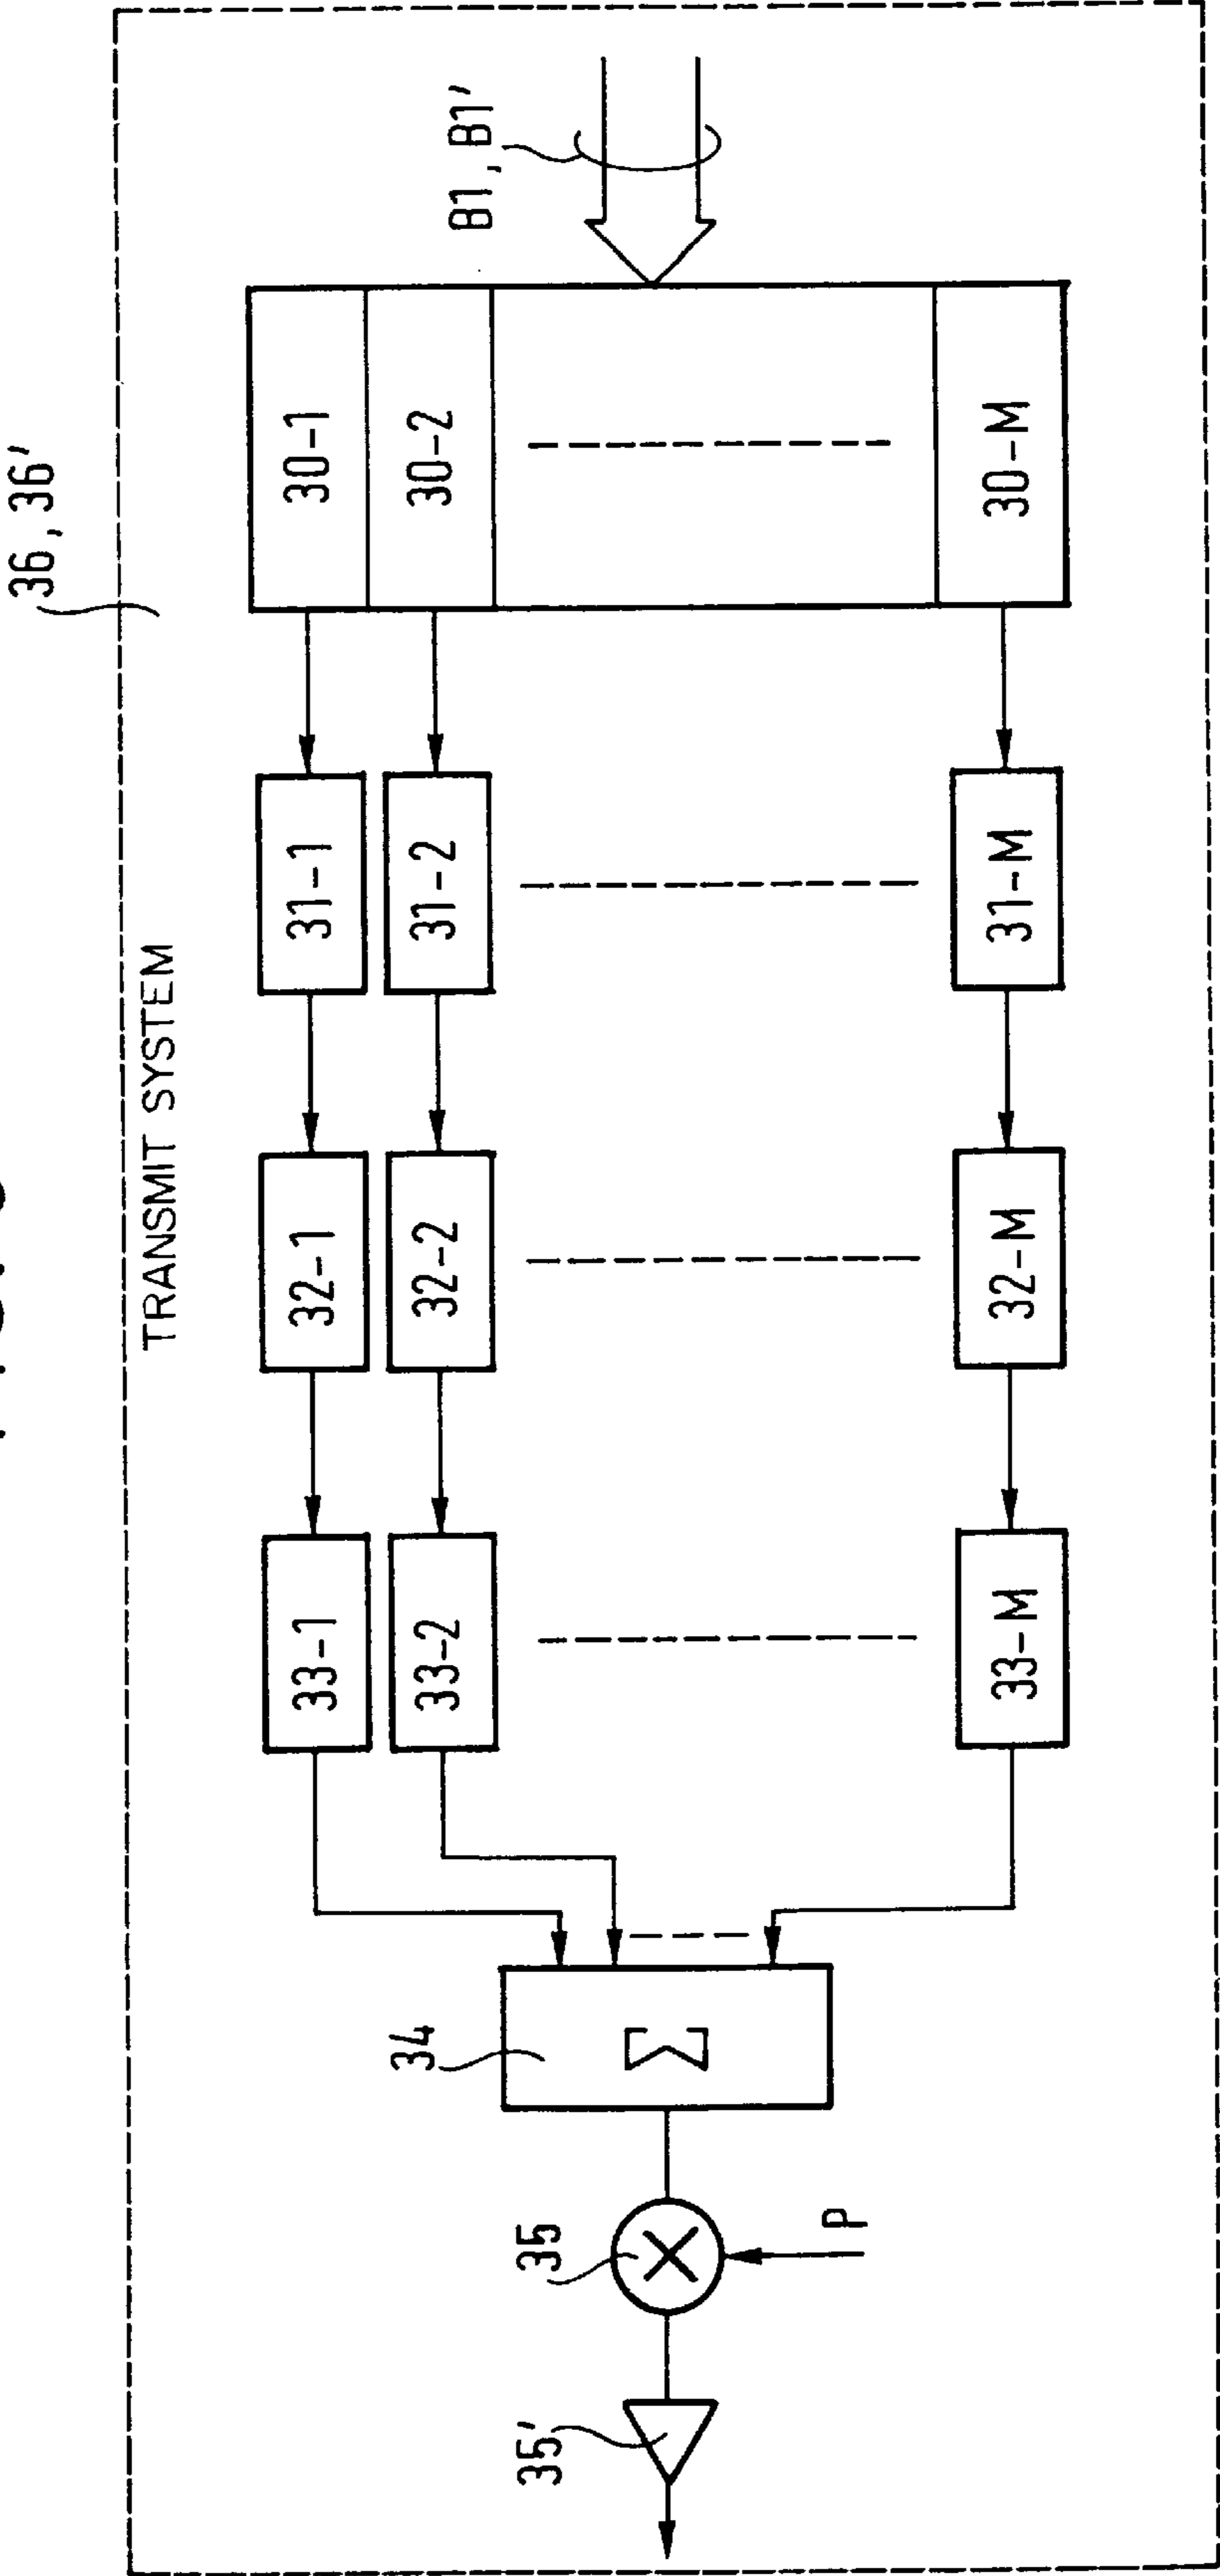 36, 36'
TRANSMIT SYSTEM
B1, B1'
30-1
31-1
32-1
33-1
30-2
31-2
32-2
33-2
30-M
31-M
32-M
33-M
34
Σ
35
P
35'